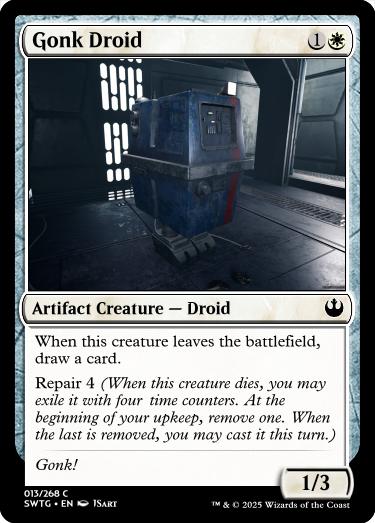 Gonk Droid 1
Artifact Creature — Droid
When this creature leaves the battlefield,
draw a card.
Repair 4 (When this creature dies, you may
exile it with four time counters. At the
beginning of your upkeep, remove one. When
the last is removed, you may cast it this turn.)
Gonk!
1/3
013/268 C
SWTG • EN 1SART ™ & © 2025 Wizards of the Coast